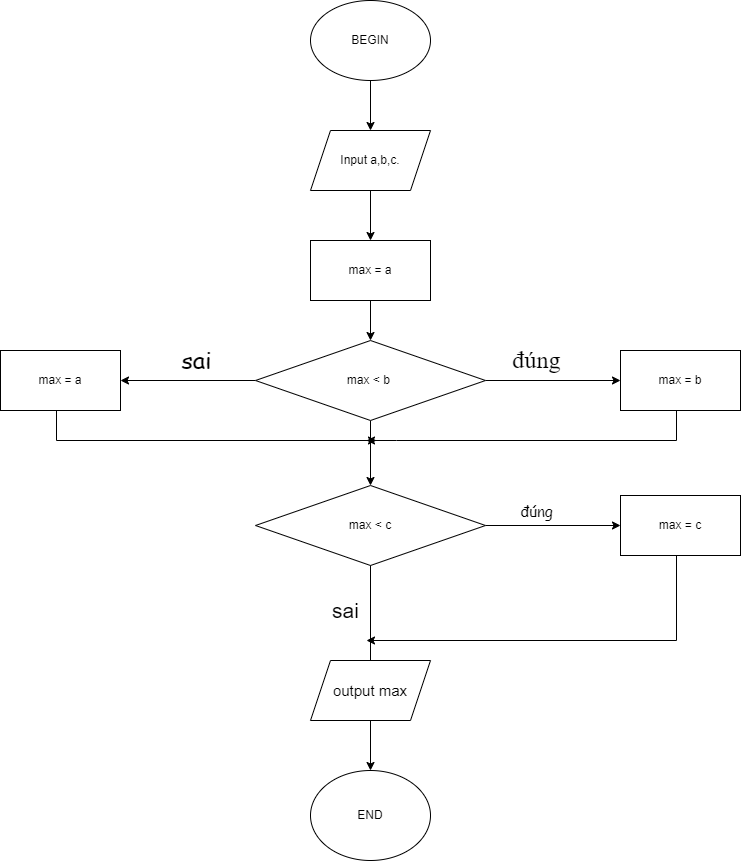 BEGIN
Input a,b,c.
max = a
sai
đúng
max = a
max < b
max = b
đúng
max < c
max = c
sai
output max
END